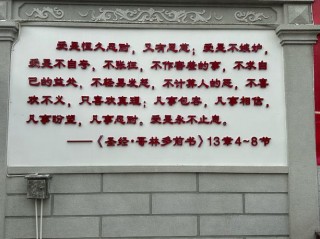 爱是恒久忍耐，又有恩慈；爱是不嫉妒，
爱是不自夸，不张狂，不作害羞的事，不求自
己的益处，不轻易发怒，不计算人的恶，不喜
欢不义，只喜欢真理；凡事包容，凡事相信，
凡事盼望，凡事忍耐。爱是永不止息。
——《圣经·哥林多前书》13章4~8节